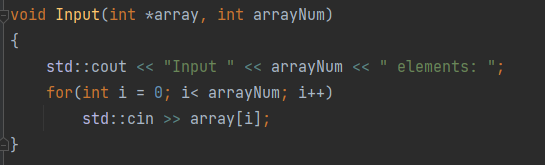 void Input(int *array, int arrayNum)
{
    std::cout << "Input " << arrayNum << " elements: ";
    for(int i = 0; i< arrayNum; i++)
        std::cin >> array[i];
}